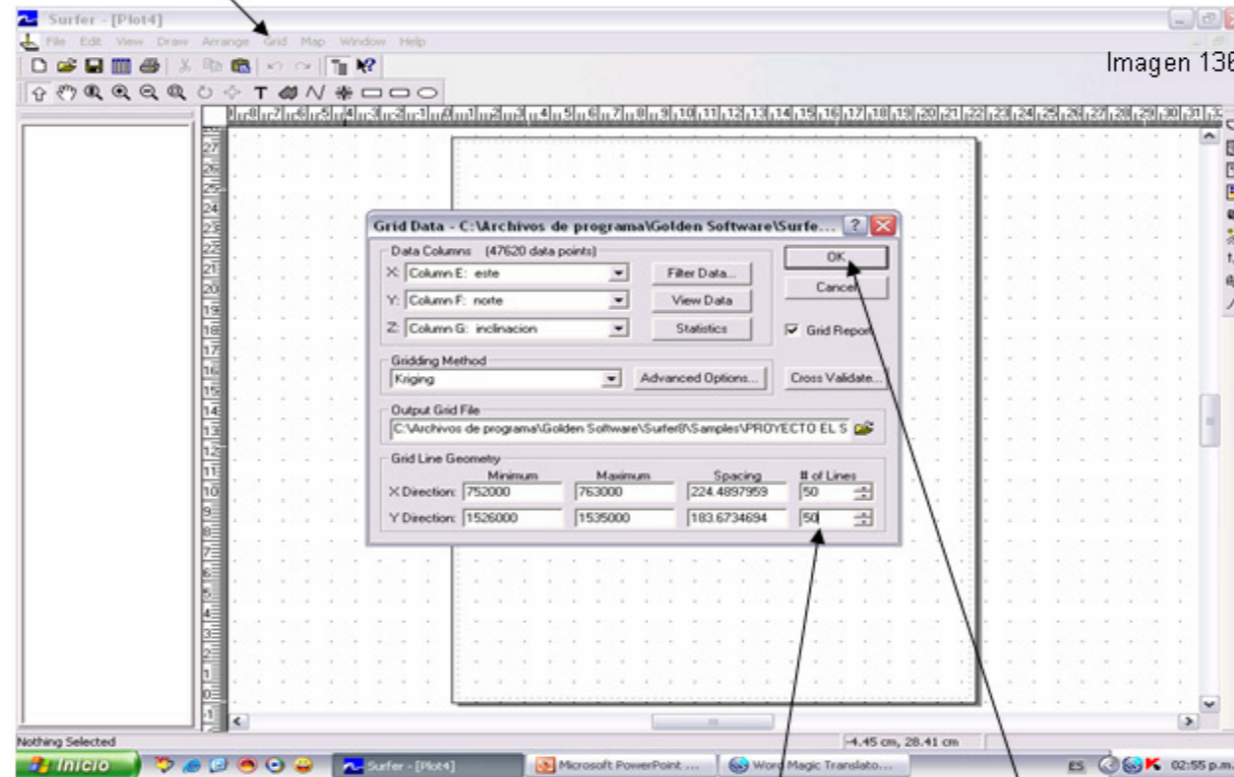 Surfer - [Plot4]
File Edit View Draw Arrange Grid Map Window Help
Imagen 136
Grid Data - C:\Archivos de programa\Golden Software\Surfe...
Data Columns (47620 data points)
X: Column E: este
Filter Data...
OK
Y: Column F: norte
View Data
Cancel
Z: Column G: inclinacion
Statistics
Grid Report
Gridding Method
Kriging
Advanced Options...
Cross Validate...
Output Grid File
C:\Archivos de programa\Golden Software\Surfer8\Samples\PROYECTO EL S
Grid Line Geometry
Minimum Maximum Spacing # of Lines
X Direction: 752000 763000 224.4897959 50
Y Direction: 1526000 1535000 183.6734694 50
Nothing Selected
-4.45 cm, 28.41 cm
Inicio
Surfer - [Plot4]
Microsoft PowerPoint ...
Word Magic Translato...
ES
02:55 p.m.